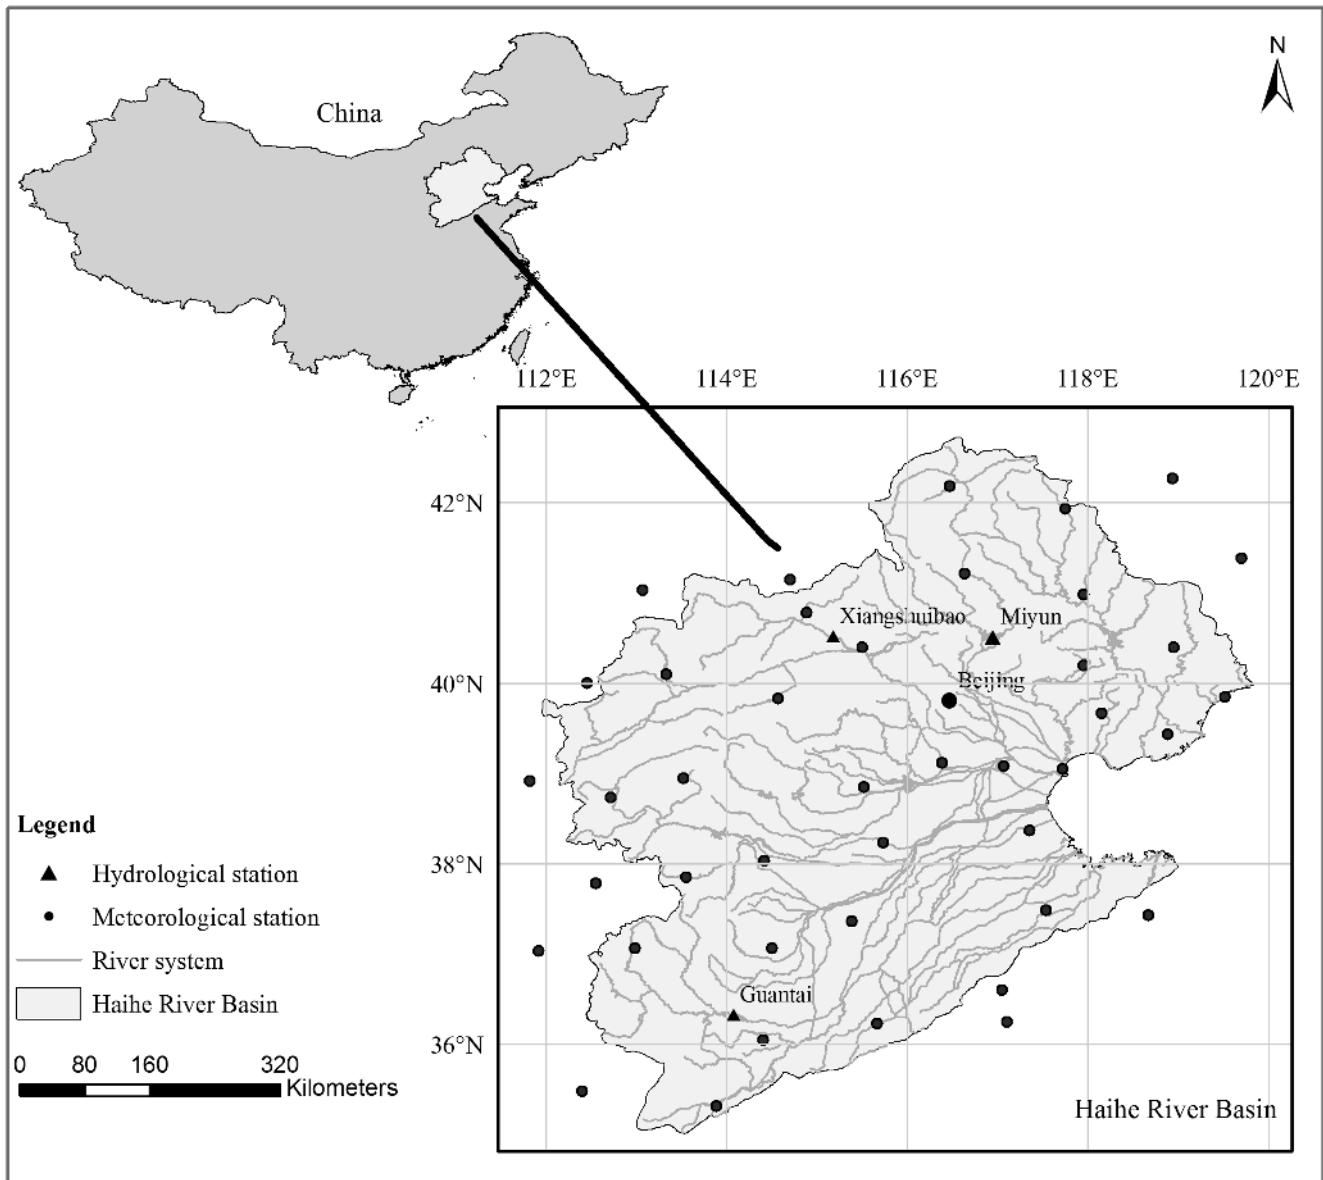 N
China
112°E 114°E 116°E 118°E 120°E
42°N
Xiangshuibao Miyun
40°N
Beijing
Legend
Hydrological station
38°N
Meteorological station
River system
Guantai
Haihe River Basin
36°N
0 80 160 320
Kilometers
Haihe River Basin